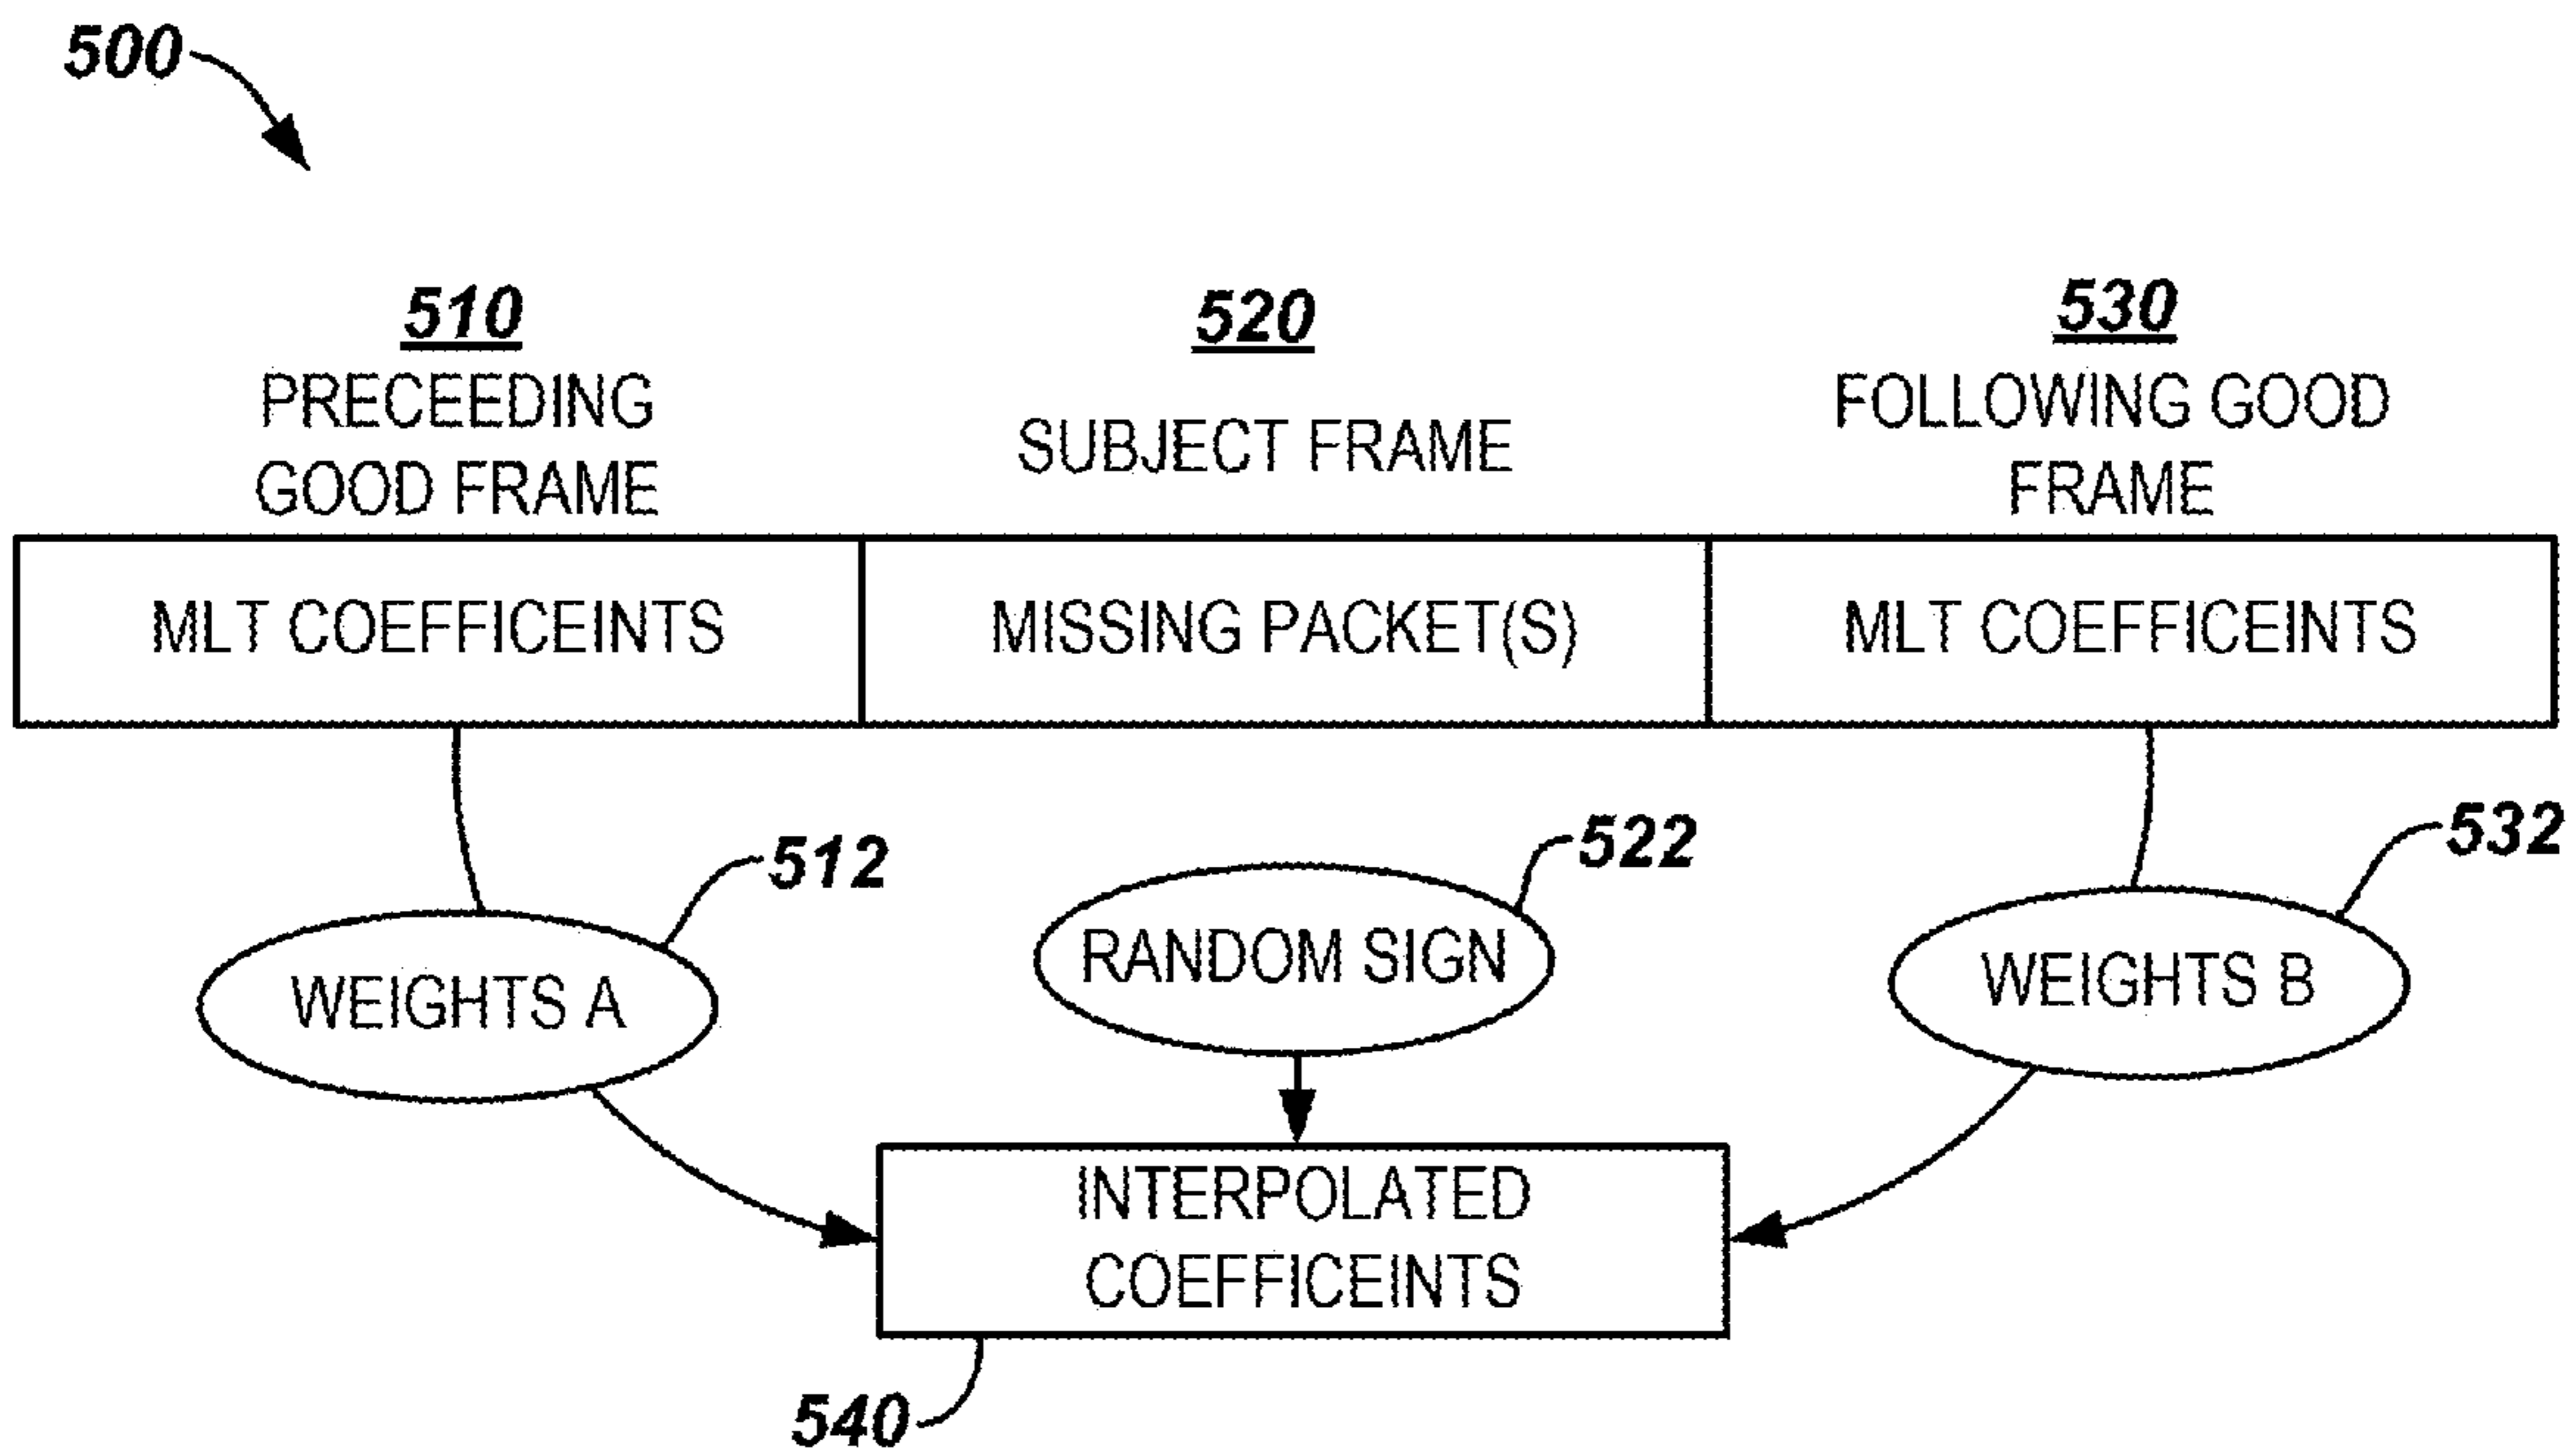 500
510
PRECEEDING
GOOD FRAME
520
SUBJECT FRAME
530
FOLLOWING GOOD
FRAME
MLT COEFFICEINTS
MISSING PACKET(S)
MLT COEFFICEINTS
512
522
532
WEIGHTS A
RANDOM SIGN
WEIGHTS B
INTERPOLATED
COEFFICEINTS
540